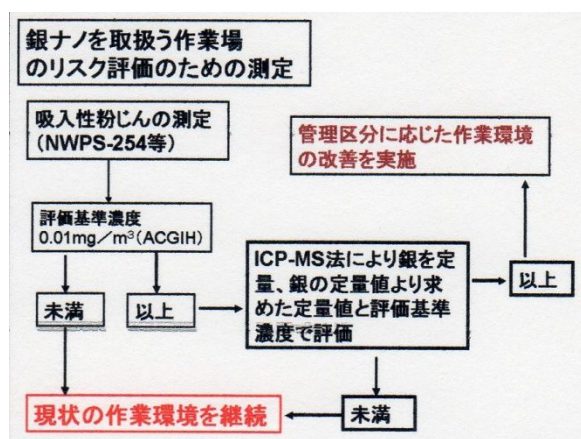 銀ナノを取扱う作業場
のリスク評価のための測定
吸入性粉じんの測定
(NWPS-254等)
管理区分に応じた作業環境
の改善を実施
評価基準濃度
0.01mg／m³(ACGIH)
ICP-MS法により銀を定
量、銀の定量値より求
めた定量値と評価基準
濃度で評価
以上
未満
以上
現状の作業環境を継続
未満